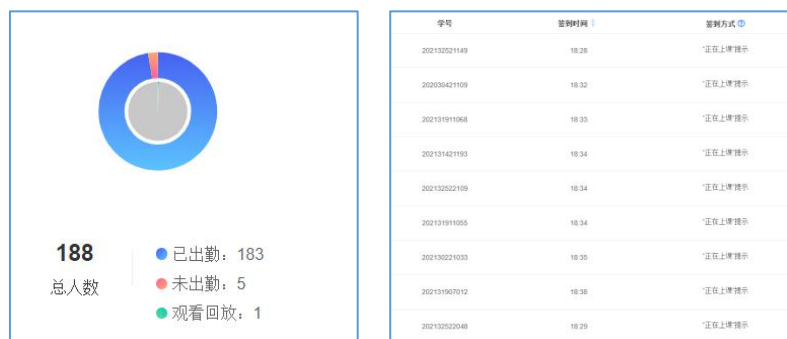 188
总人数
已出勤：183
未出勤：5
观看回放：1
学号 签到时间 签到方式
202132521149 18:28 "正在上课"提示
202030421109 18:32 "正在上课"提示
202131911068 18:33 "正在上课"提示
202131421193 18:34 "正在上课"提示
202132522109 18:34 "正在上课"提示
202131911055 18:34 "正在上课"提示
202130221033 18:35 "正在上课"提示
202131907012 18:38 "正在上课"提示
202132522048 18:29 "正在上课"提示